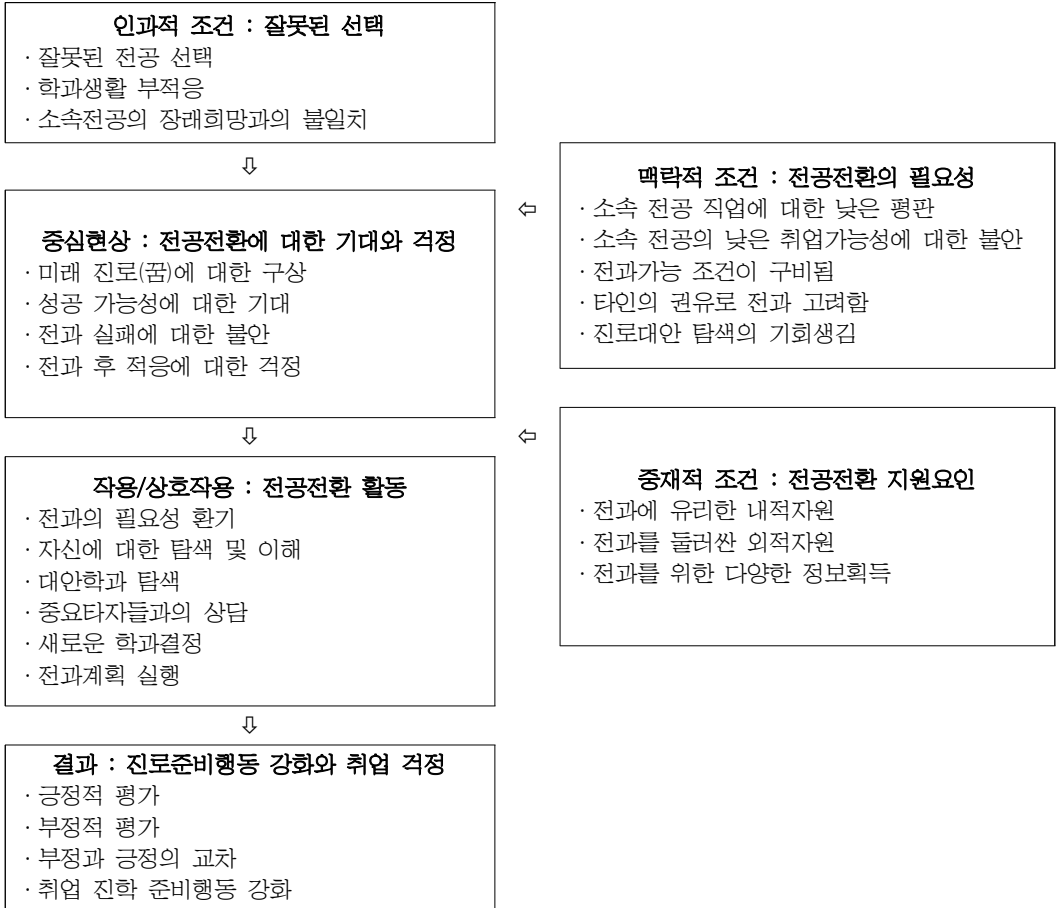 인과적 조건 : 잘못된 선택
· 잘못된 전공 선택
· 학과생활 부적응
· 소속전공의 장래희망과의 불일치
⇩
맥락적 조건 : 전공전환의 필요성
· 소속 전공 직업에 대한 낮은 평판
· 소속 전공의 낮은 취업가능성에 대한 불안
· 전과가능 조건이 구비됨
· 타인의 권유로 전과 고려함
· 진로대안 탐색의 기회생김
⇦
중심현상 : 전공전환에 대한 기대와 걱정
· 미래 진로(꿈)에 대한 구상
· 성공 가능성에 대한 기대
· 전과 실패에 대한 불안
· 전과 후 적응에 대한 걱정
⇩
⇦
중재적 조건 : 전공전환 지원요인
· 전과에 유리한 내적자원
· 전과를 둘러싼 외적자원
· 전과를 위한 다양한 정보획득
작용/상호작용 : 전공전환 활동
· 전과의 필요성 환기
· 자신에 대한 탐색 및 이해
· 대안학과 탐색
· 중요타자들과의 상담
· 새로운 학과결정
· 전과계획 실행
⇩
결과 : 진로준비행동 강화와 취업 걱정
· 긍정적 평가
· 부정적 평가
· 부정과 긍정의 교차
· 취업 진학 준비행동 강화